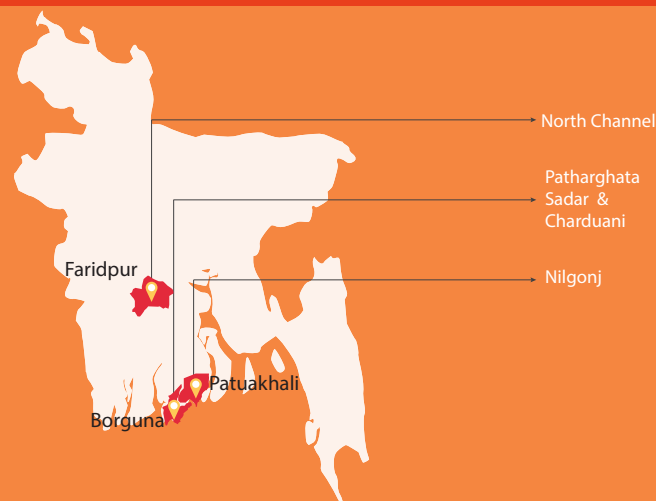 North Channel
Patharghata
Sadar &
Charduani
Faridpur
Nilgonj
Patuakhali
Borguna